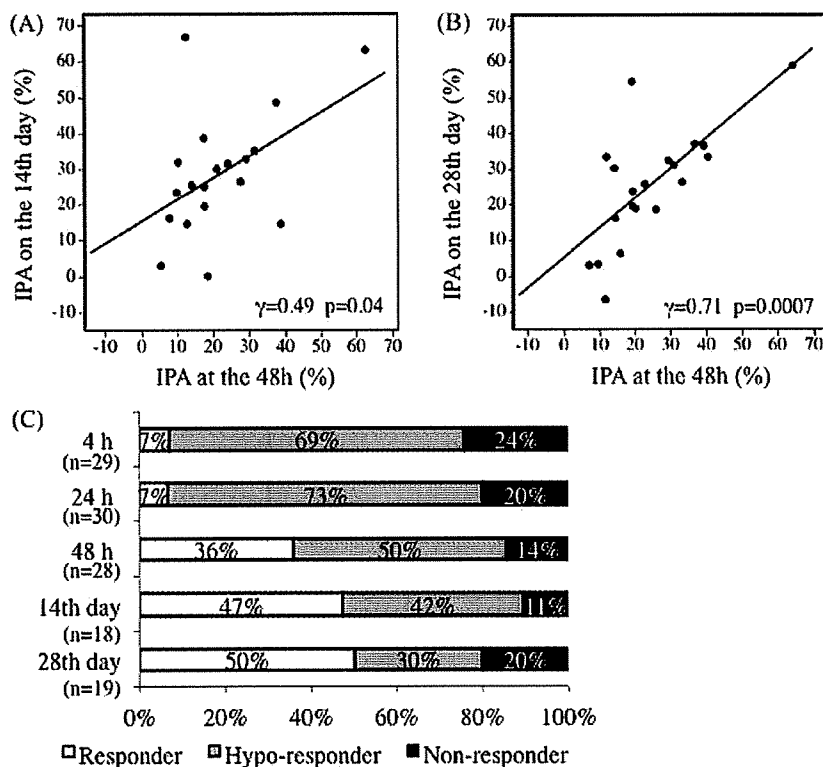 (A)
IPA on the 14th day (%)
70
60
50
40
30
20
10
0
-10
γ=0.49 p=0.04
-10 0 10 20 30 40 50 60 70
IPA at the 48h (%)
(B)
IPA on the 28th day (%)
70
60
50
40
30
20
10
0
-10
γ=0.71 p=0.0007
-10 0 10 20 30 40 50 60 70
IPA at the 48h (%)
(C)
4 h 7% 69% 24%
(n=29)
24 h 7% 73% 20%
(n=30)
48 h 36% 50% 14%
(n=28)
14th day 47% 42% 11%
(n=18)
28th day 50% 30% 20%
(n=19)
0% 20% 40% 60% 80% 100%
Responder Hypo-responder Non-responder